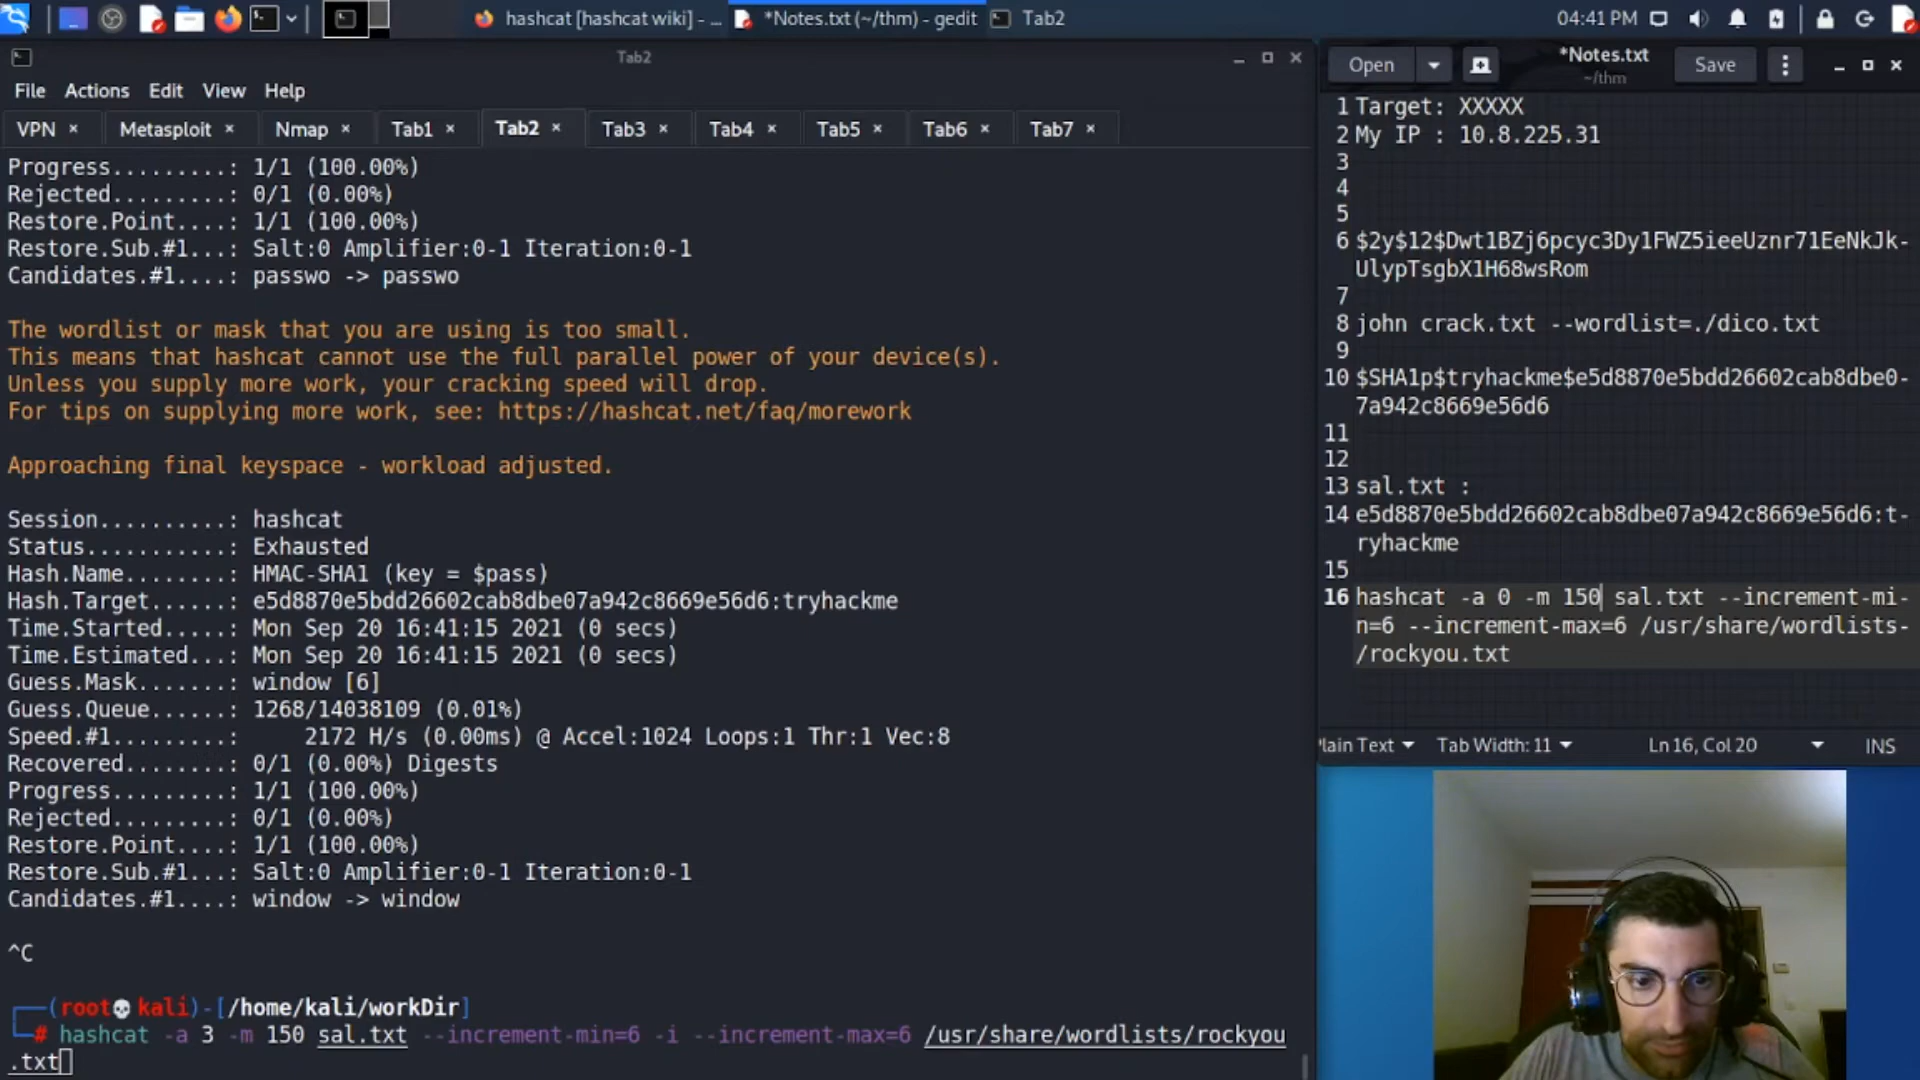 hashcat [hashcat wiki] - ...
*Notes.txt (~/thm) - gedit
Tab2
04:41 PM
Tab2
File Actions Edit View Help
VPN × Metasploit × Nmap × Tab1 × Tab2 × Tab3 × Tab4 × Tab5 × Tab6 × Tab7 ×
Progress.........: 1/1 (100.00%)
Rejected.........: 0/1 (0.00%)
Restore.Point....: 1/1 (100.00%)
Restore.Sub.#1...: Salt:0 Amplifier:0-1 Iteration:0-1
Candidates.#1....: passwo -> passwo
The wordlist or mask that you are using is too small.
This means that hashcat cannot use the full parallel power of your device(s).
Unless you supply more work, your cracking speed will drop.
For tips on supplying more work, see: https://hashcat.net/faq/morework
Approaching final keyspace - workload adjusted.
Session..........: hashcat
Status...........: Exhausted
Hash.Name........: HMAC-SHA1 (key = $pass)
Hash.Target......: e5d8870e5bdd26602cab8dbe07a942c8669e56d6:tryhackme
Time.Started.....: Mon Sep 20 16:41:15 2021 (0 secs)
Time.Estimated...: Mon Sep 20 16:41:15 2021 (0 secs)
Guess.Mask.......: window [6]
Guess.Queue......: 1268/14038109 (0.01%)
Speed.#1.........:     2172 H/s (0.00ms) @ Accel:1024 Loops:1 Thr:1 Vec:8
Recovered........: 0/1 (0.00%) Digests
Progress.........: 1/1 (100.00%)
Rejected.........: 0/1 (0.00%)
Restore.Point....: 1/1 (100.00%)
Restore.Sub.#1...: Salt:0 Amplifier:0-1 Iteration:0-1
Candidates.#1....: window -> window
^C
(root💀kali)-[/home/kali/workDir]
# hashcat -a 3 -m 150 sal.txt --increment-min=6 -i --increment-max=6 /usr/share/wordlists/rockyou
.txt
Open
*Notes.txt
~/thm
Save
1 Target: XXXXX
2 My IP : 10.8.225.31
3
4
5
6 $2y$12$Dwt1BZj6pcyc3Dy1FWZ5ieeUznr71EeNkJk-
UlypTsgbX1H68wsRom
7
8 john crack.txt --wordlist=./dico.txt
9
10 $SHA1p$tryhackme$e5d8870e5bdd26602cab8dbe0-
7a942c8669e56d6
11
12
13 sal.txt :
14 e5d8870e5bdd26602cab8dbe07a942c8669e56d6:t-
ryhackme
15
16 hashcat -a 0 -m 150 sal.txt --increment-mi-
n=6 --increment-max=6 /usr/share/wordlists-
/rockyou.txt
lain Text Tab Width: 11 Ln 16, Col 20 INS